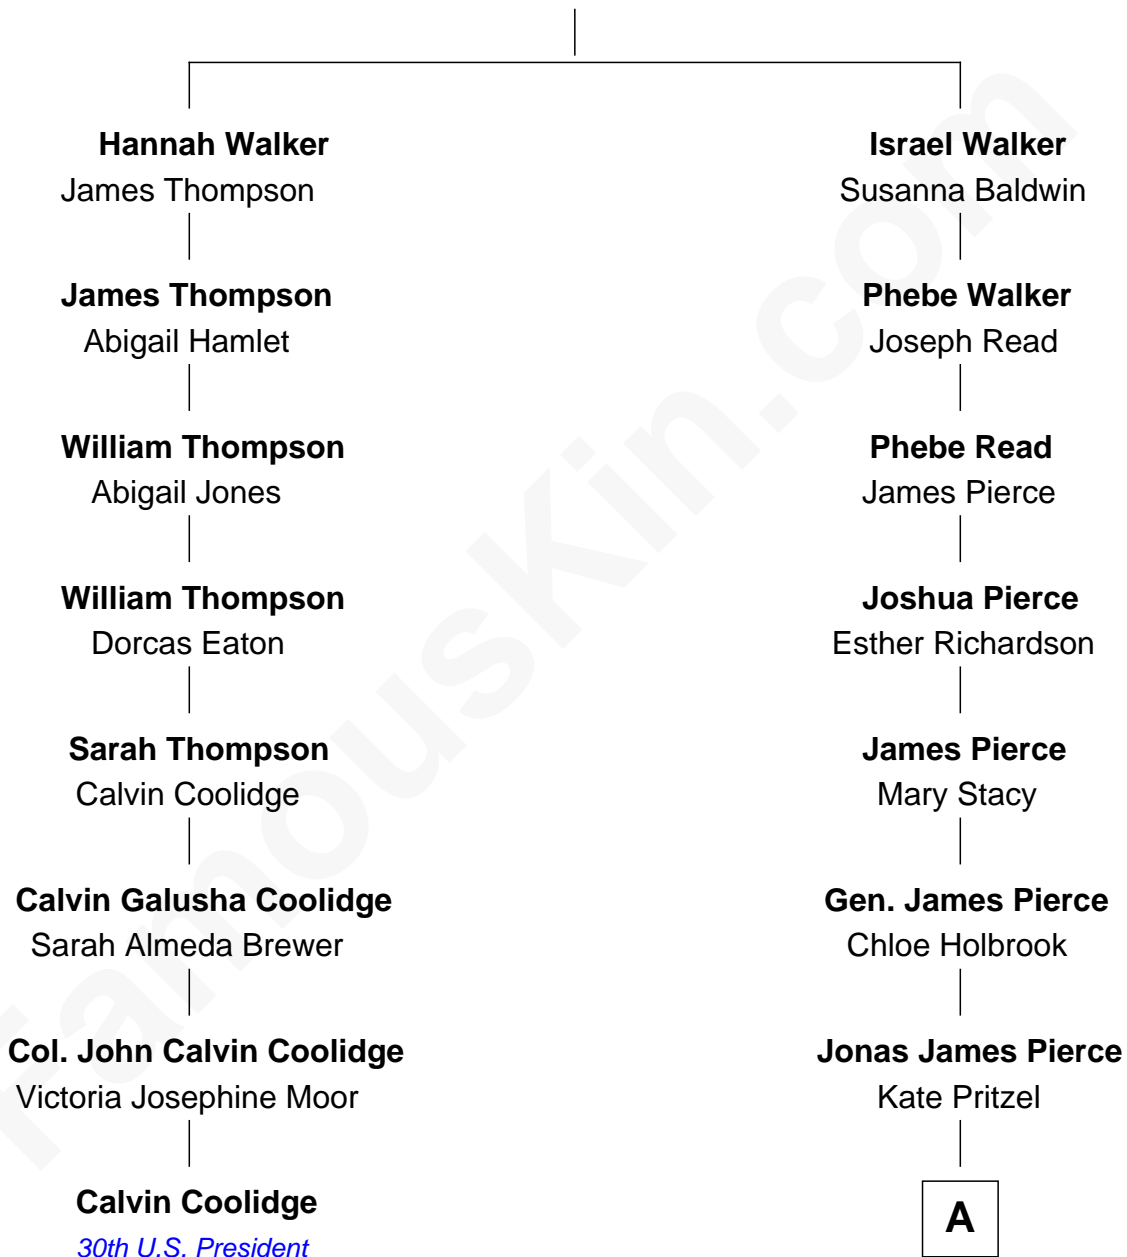 Hannah Walker
James Thompson
James Thompson
Abigail Hamlet
William Thompson
Abigail Jones
William Thompson
Dorcas Eaton
Sarah Thompson
Calvin Coolidge
Calvin Galusha Coolidge
Sarah Almeda Brewer
Col. John Calvin Coolidge
Victoria Josephine Moor
Calvin Coolidge
30th U.S. President
Israel Walker
Susanna Baldwin
Phebe Walker
Joseph Read
Phebe Read
James Pierce
Joshua Pierce
Esther Richardson
James Pierce
Mary Stacy
Gen. James Pierce
Chloe Holbrook
Jonas James Pierce
Kate Pritzel
A
FamousKin.com